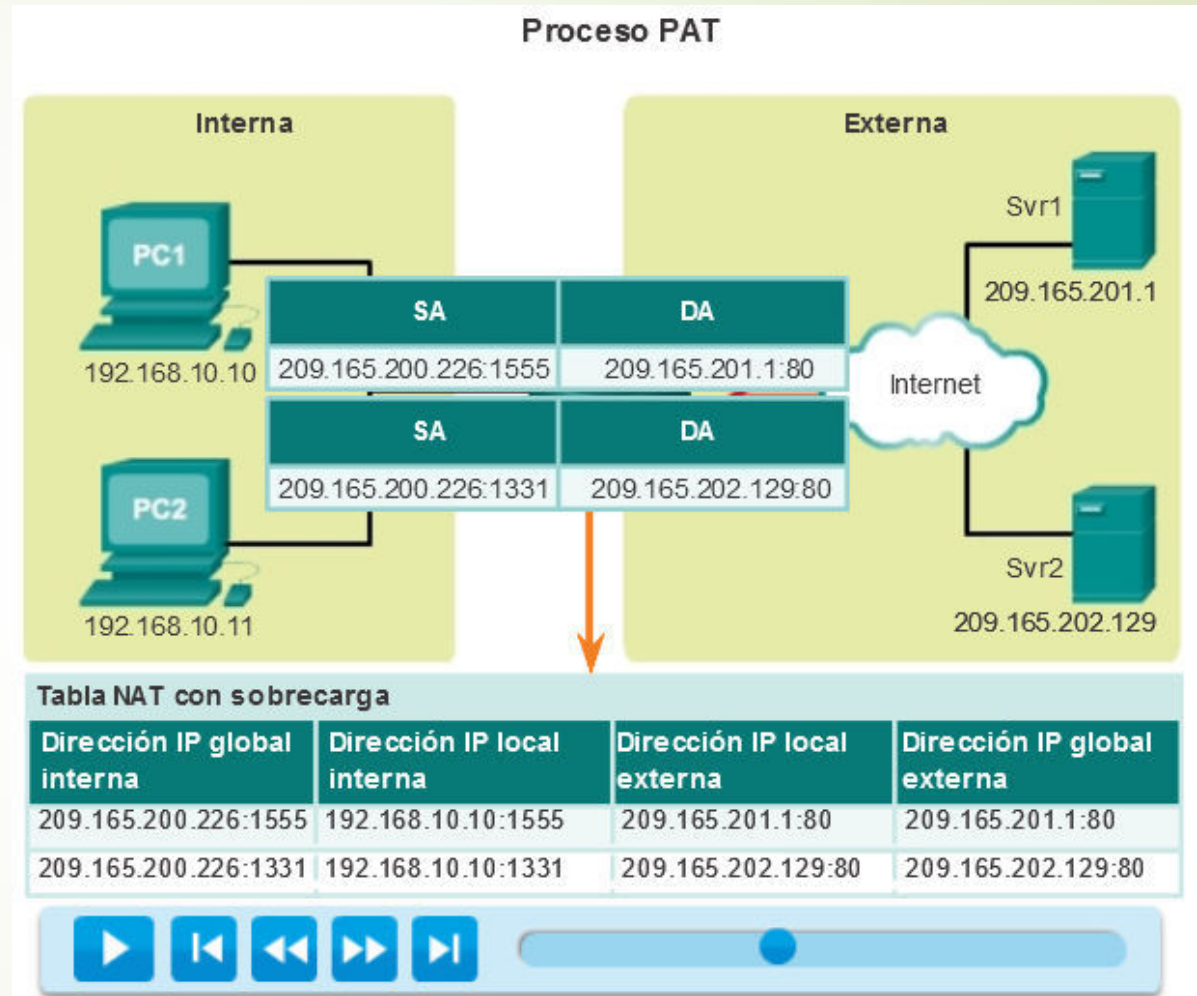 Proceso PAT
Interna
Externa
PC1
192.168.10.10
Svr1
209.165.201.1
SA DA
209.165.200.226:1555 209.165.201.1:80
Internet
SA DA
209.165.200.226:1331 209.165.202.129:80
PC2
192.168.10.11
Svr2
209.165.202.129
Tabla NAT con sobrecarga
Dirección IP global interna Dirección IP local interna Dirección IP local externa Dirección IP global externa
209.165.200.226:1555 192.168.10.10:1555 209.165.201.1:80 209.165.201.1:80
209.165.200.226:1331 192.168.10.10:1331 209.165.202.129:80 209.165.202.129:80